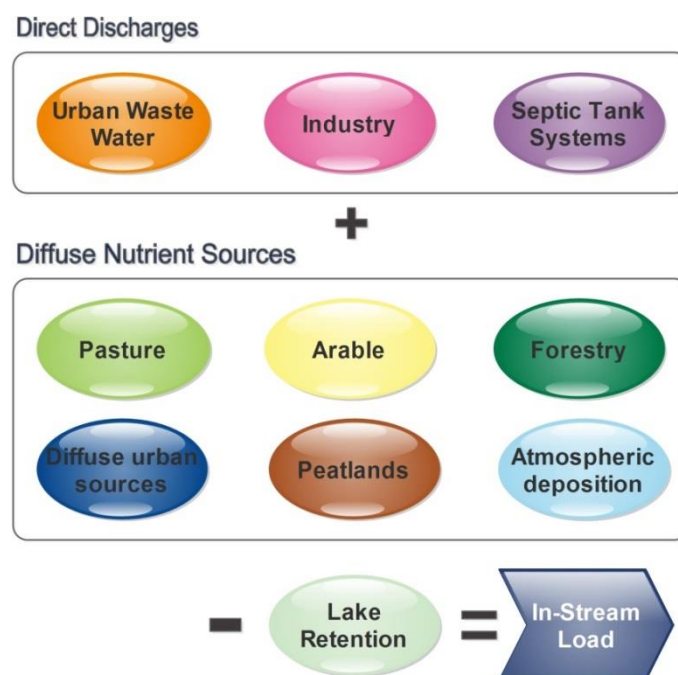 Direct Discharges
Urban Waste
Water
Industry
Septic Tank
Systems
+
Diffuse Nutrient Sources
Pasture
Arable
Forestry
Diffuse urban
sources
Peatlands
Atmospheric
deposition
-
Lake
Retention
=
In-Stream
Load